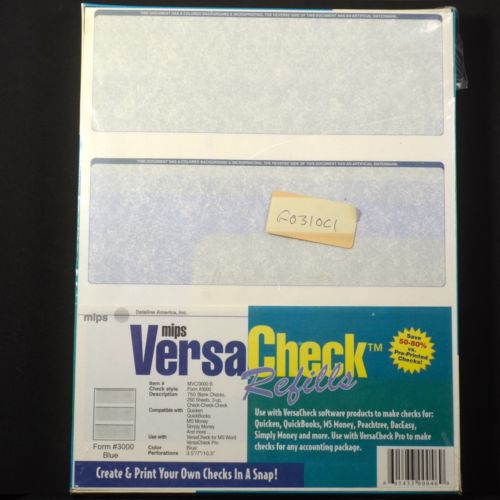 THIS DOCUMENT HAS A COLORED BACKGROUND & MICROPRINTING. THE REVERSE SIDE OF THIS DOCUMENT HAS AN ARTIFICIAL WATERMARK.
THIS DOCUMENT HAS A COLORED BACKGROUND & MICROPRINTING. THE REVERSE SIDE OF THIS DOCUMENT HAS AN ARTIFICIAL WATERMARK.
G0310C1
mips
Dataline America, Inc.
mips
VersaCheck™
Refills
Save
50-80%
vs.
Pre-Printed
Checks!
Item # MVC3000 B
Check style Form #3000
Description 750 Blank Checks,
250 Sheets, 3-up,
Check-Check-Check
Compatible with Quicken
QuickBooks
MS Money
Simply Money
And more
Use with VersaCheck for MS Word
VersaCheck Pro
Color Blue
Perforations 3.5"/7"/10.5"
Form #3000
Blue
Use with VersaCheck software products to make checks for:
Quicken, QuickBooks, MS Money, Peachtree, DacEasy,
Simply Money and more. Use with VersaCheck Pro to make
checks for any accounting package.
Create & Print Your Own Checks In A Snap!